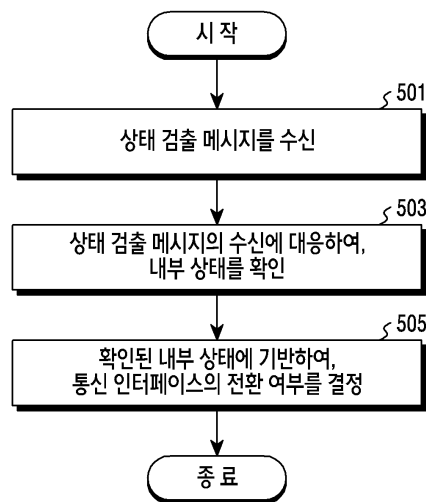 시 작
501
상태 검출 메시지를 수신
503
상태 검출 메시지의 수신에 대응하여,
내부 상태를 확인
505
확인된 내부 상태에 기반하여,
통신 인터페이스의 전환 여부를 결정
종 료